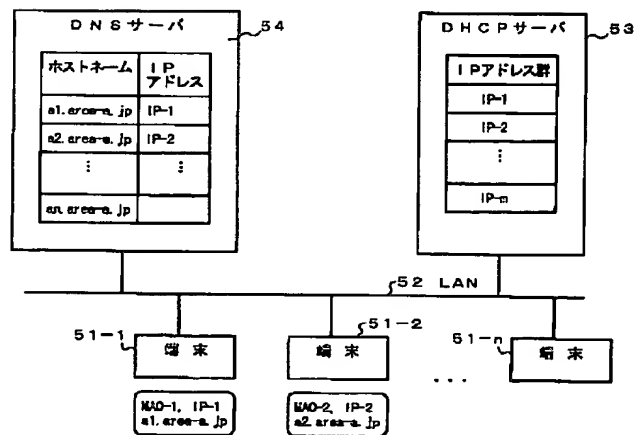 DNSサーバ
54
ホストネーム
IPアドレス
a1.area-a.jp
IP-1
a2.area-a.jp
IP-2
⋮
⋮
an.area-a.jp
DHCPサーバ
53
IPアドレス群
IP-1
IP-2
⋮
IP-m
52 LAN
51-1
端末
51-2
端末
51-n
端末
...
MAC-1, IP-1
a1.area-a.jp
MAC-2, IP-2
a2.area-a.jp